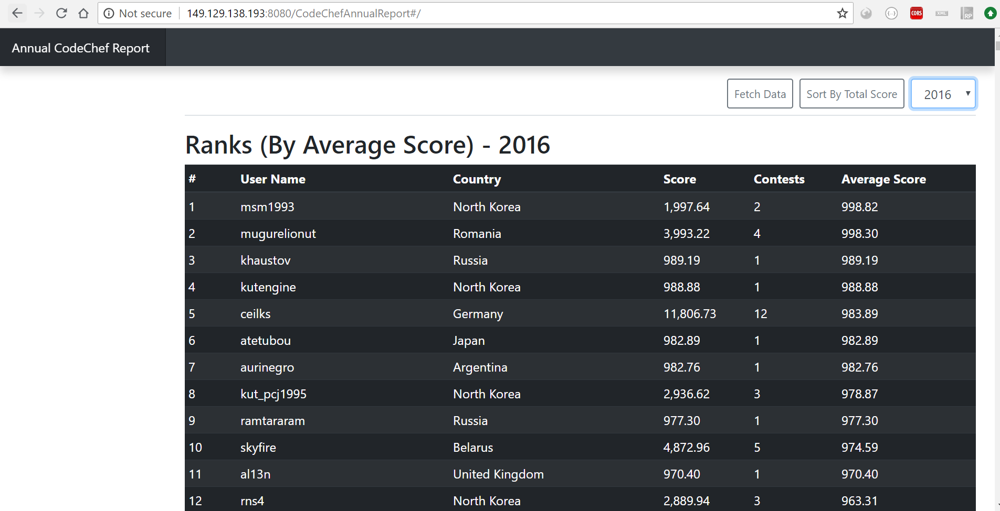 Not secure 149.129.138.193:8080/CodeChefAnnualReport#/ CORS XML RP
Annual CodeChef Report
Fetch Data Sort By Total Score 2016
Ranks (By Average Score) - 2016
# User Name Country Score Contests Average Score
1 msm1993 North Korea 1,997.64 2 998.82
2 mugurelionut Romania 3,993.22 4 998.30
3 khaustov Russia 989.19 1 989.19
4 kutengine North Korea 988.88 1 988.88
5 ceilks Germany 11,806.73 12 983.89
6 atetubou Japan 982.89 1 982.89
7 aurinegro Argentina 982.76 1 982.76
8 kut_pcj1995 North Korea 2,936.62 3 978.87
9 ramtararam Russia 977.30 1 977.30
10 skyfire Belarus 4,872.96 5 974.59
11 al13n United Kingdom 970.40 1 970.40
12 rns4 North Korea 2,889.94 3 963.31